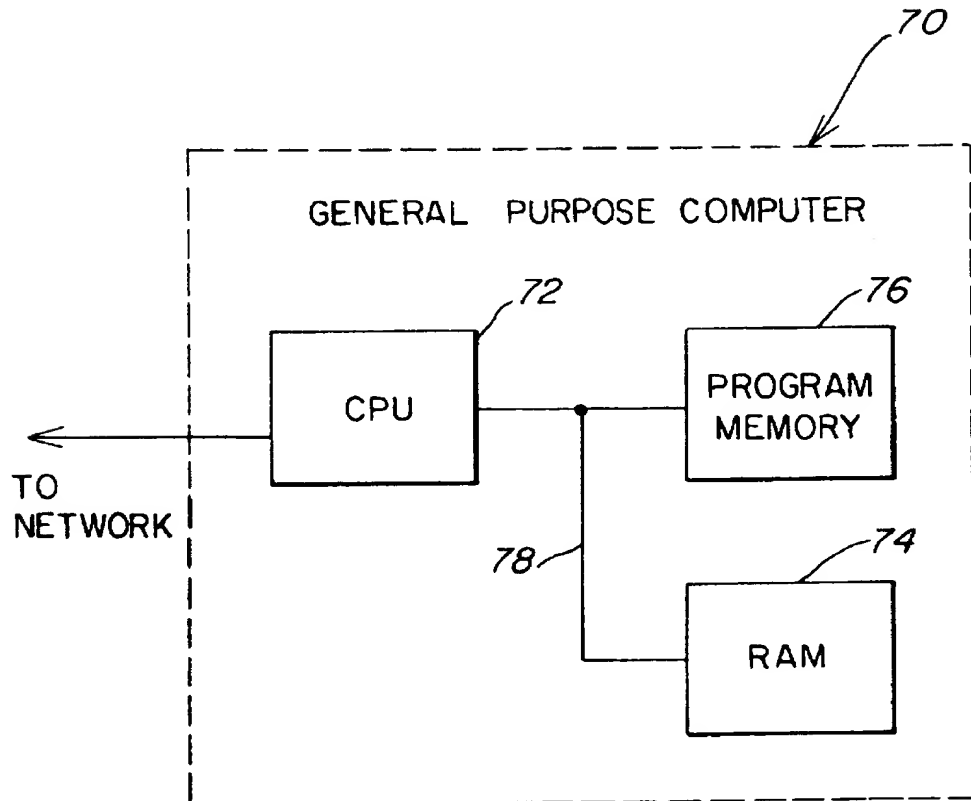 70
GENERAL PURPOSE COMPUTER
72
76
CPU
PROGRAM
MEMORY
TO
NETWORK
78
74
RAM